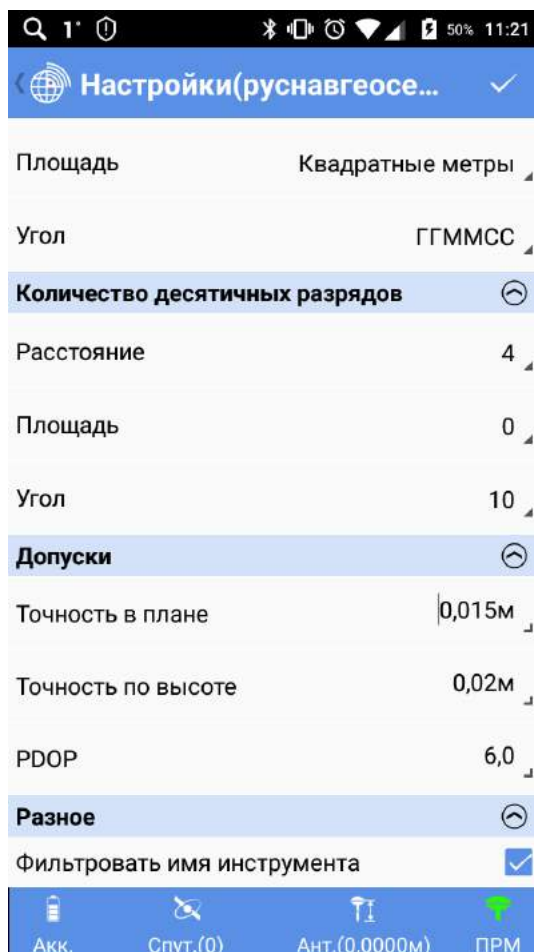 1° 50% 11:21
Настройки(руснавгеосе...
Площадь Квадратные метры
Угол ГГММСС
Количество десятичных разрядов
Расстояние 4
Площадь 0
Угол 10
Допуски
Точность в плане 0,015м
Точность по высоте 0,02м
PDOP 6,0
Разное
Фильтровать имя инструмента
Акк. Спут.(0) Ант.(0.0000м) ПРМ